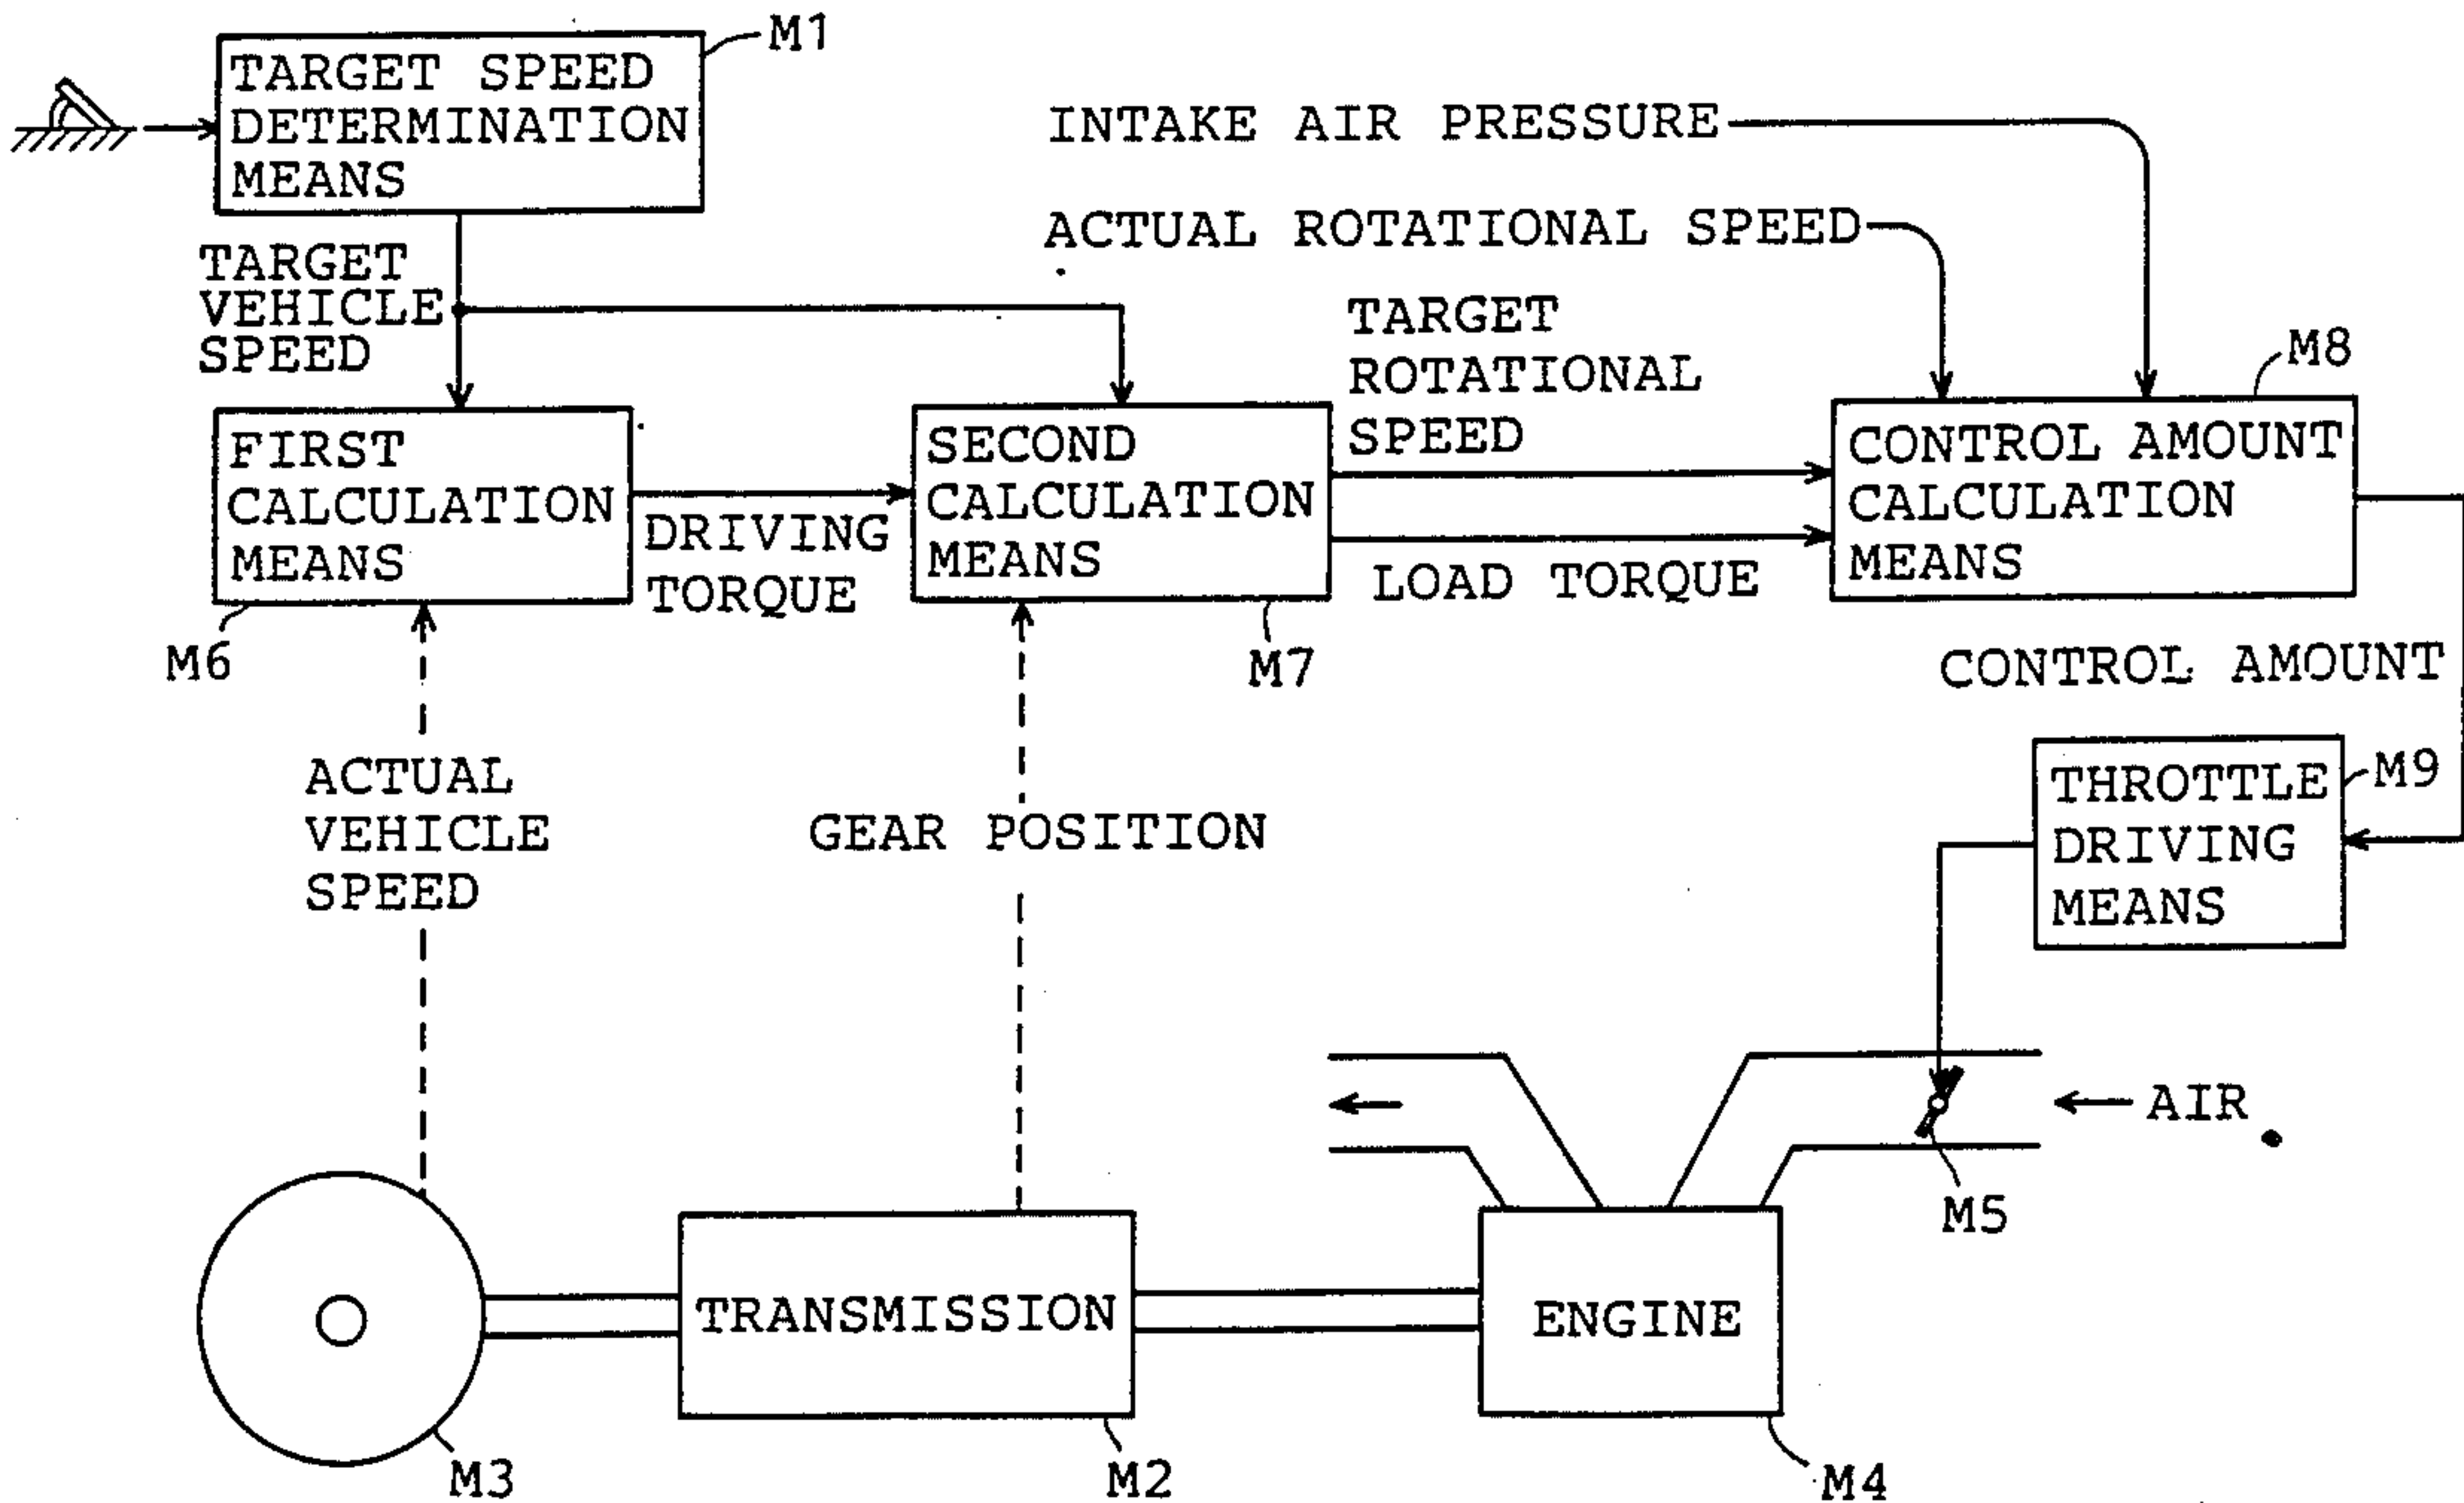 M1
TARGET SPEED
DETERMINATION
MEANS
INTAKE AIR PRESSURE
ACTUAL ROTATIONAL SPEED
TARGET
VEHICLE
SPEED
TARGET
ROTATIONAL
SPEED
M8
FIRST
CALCULATION
MEANS
DRIVING
TORQUE
SECOND
CALCULATION
MEANS
LOAD TORQUE
CONTROL AMOUNT
CALCULATION
MEANS
M6
M7
CONTROL AMOUNT
ACTUAL
VEHICLE
SPEED
GEAR POSITION
THROTTLE
DRIVING
MEANS
M9
AIR
M5
TRANSMISSION
ENGINE
M3
M2
M4